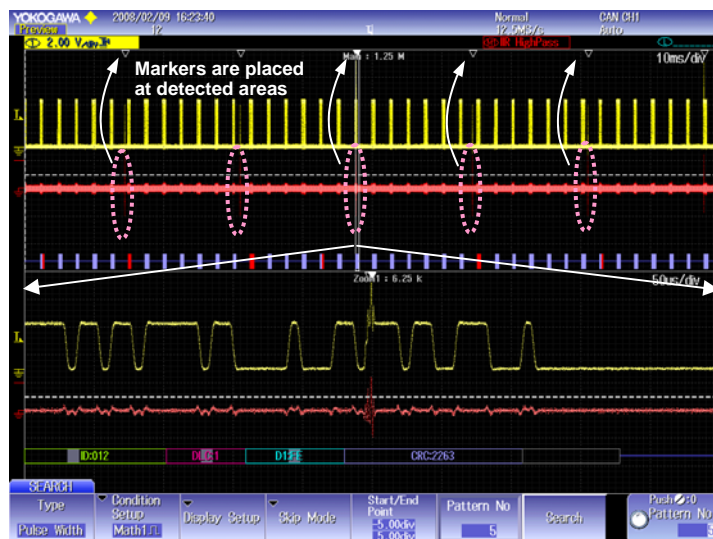 YOKOGAWA 2008/02/09 16:23:40 Normal CAN CH1
Preview 12 12.5MS/s Auto
2.00 V/div HighPass
Main : 1.25 M 10ms/div
Markers are placed
at detected areas
Zoom1 : 6.25 k 50us/div
ID:012 CRC:2263
SEARCH
Type
Pulse Width
Condition
Setup
Math1
Display Setup
Skip Mode
Start/End
Point
-5.00div
5.00div
Pattern No
5
Search
Push :0
Pattern No
5